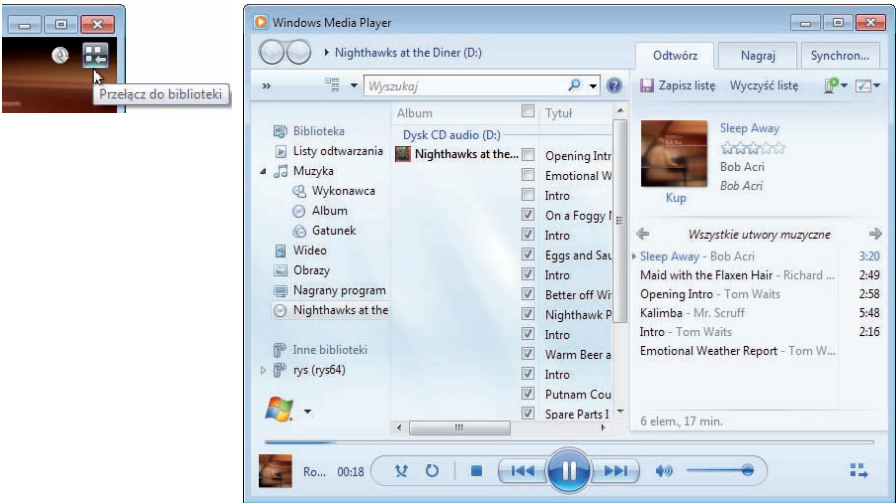 Przełącz do biblioteki
Windows Media Player
Nighthawks at the Diner (D:)
Odtwórz
Nagraj
Synchron...
»
Wyszukaj
Zapisz listę
Wyczyść listę
Album
Tytuł
Biblioteka
Listy odtwarzania
Muzyka
Wykonawca
Album
Gatunek
Wideo
Obrazy
Nagrany program
Nighthawks at the
Inne biblioteki
rys (rys64)
Dysk CD audio (D:)
Nighthawks at the...
Opening Intr
Emotional W
Intro
On a Foggy
Intro
Eggs and Sau
Intro
Better off Wi
Nighthawk P
Intro
Warm Beer a
Intro
Putnam Cou
Spare Parts I
Sleep Away
Bob Acri
Bob Acri
Kup
Wszystkie utwory muzyczne
Sleep Away - Bob Acri 3:20
Maid with the Flaxen Hair - Richard ... 2:49
Opening Intro - Tom Waits 2:58
Kalimba - Mr. Scruff 5:48
Intro - Tom Waits 2:16
Emotional Weather Report - Tom W...
6 elem., 17 min.
Ro... 00:18